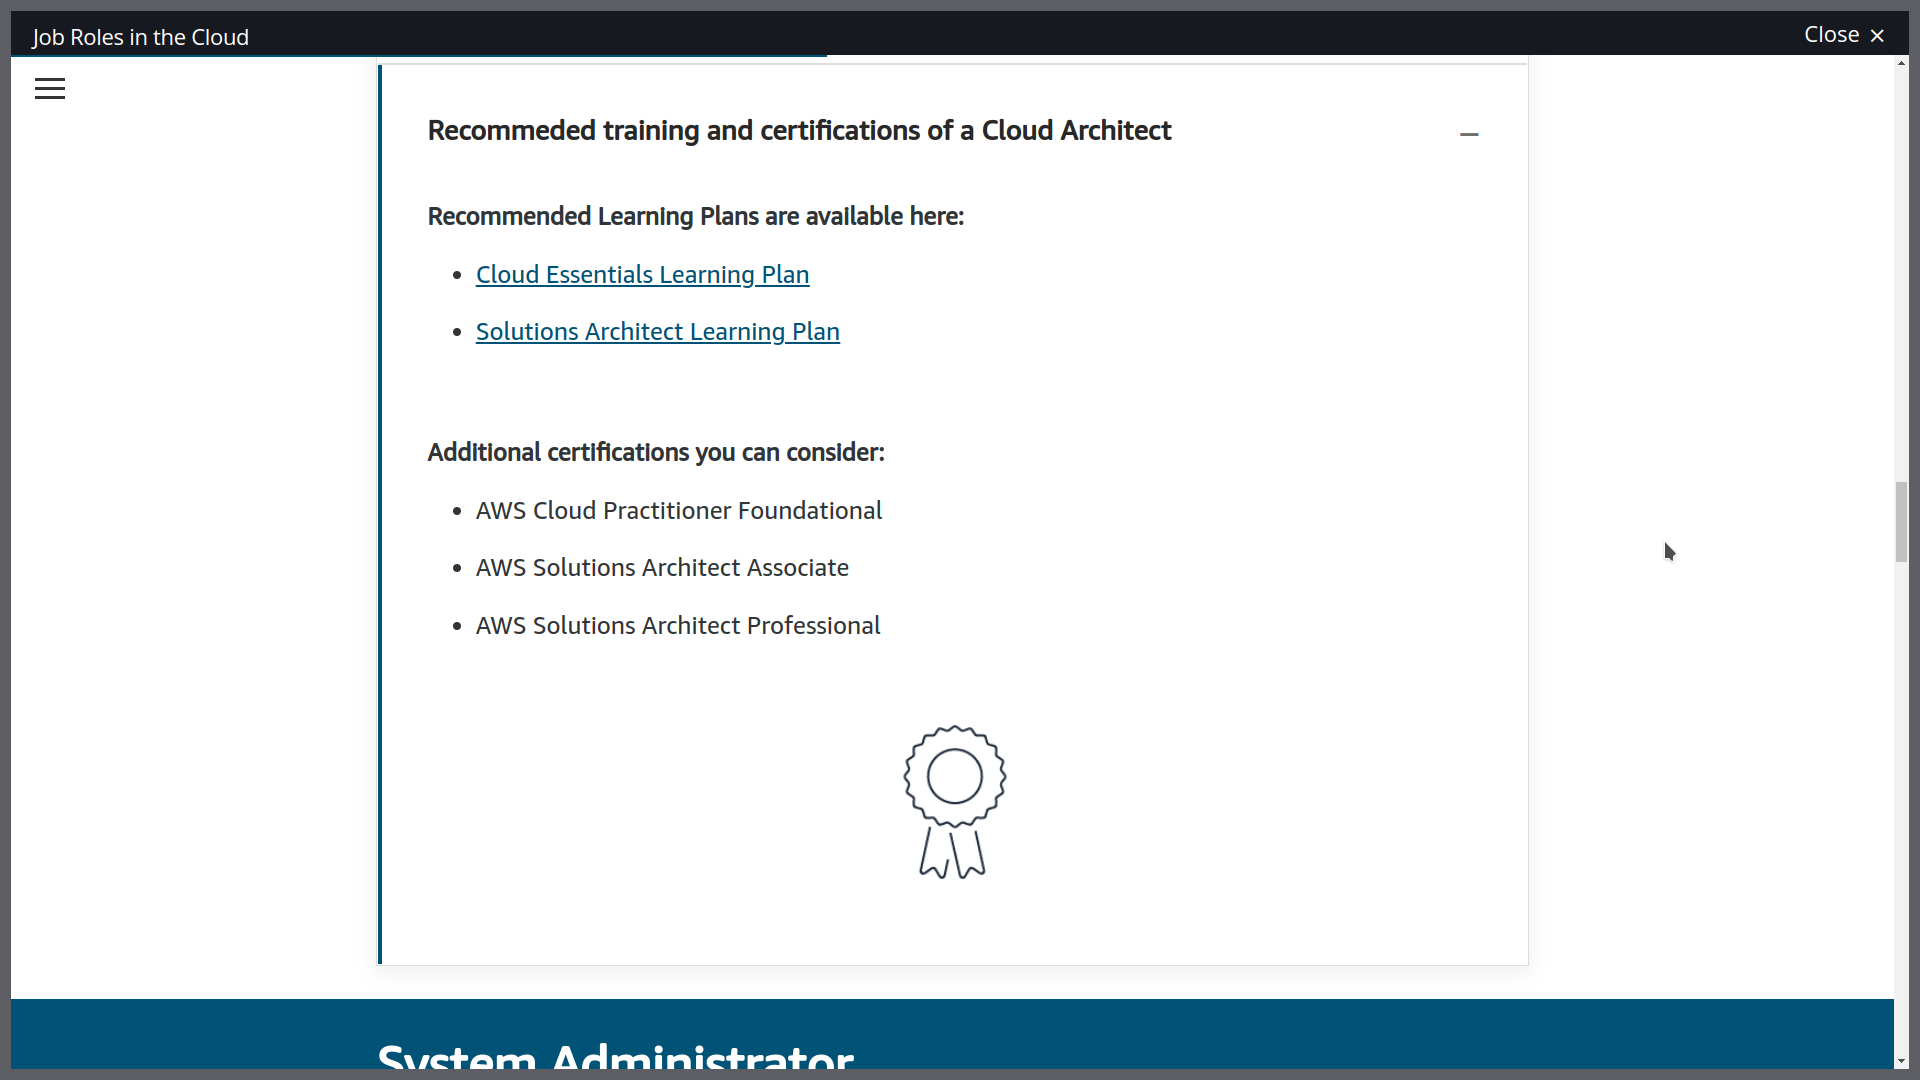 Job Roles in the Cloud
Close ×
Recommeded training and certifications of a Cloud Architect
Recommended Learning Plans are available here:
• Cloud Essentials Learning Plan
• Solutions Architect Learning Plan
Additional certifications you can consider:
• AWS Cloud Practitioner Foundational
• AWS Solutions Architect Associate
• AWS Solutions Architect Professional
System Administrator